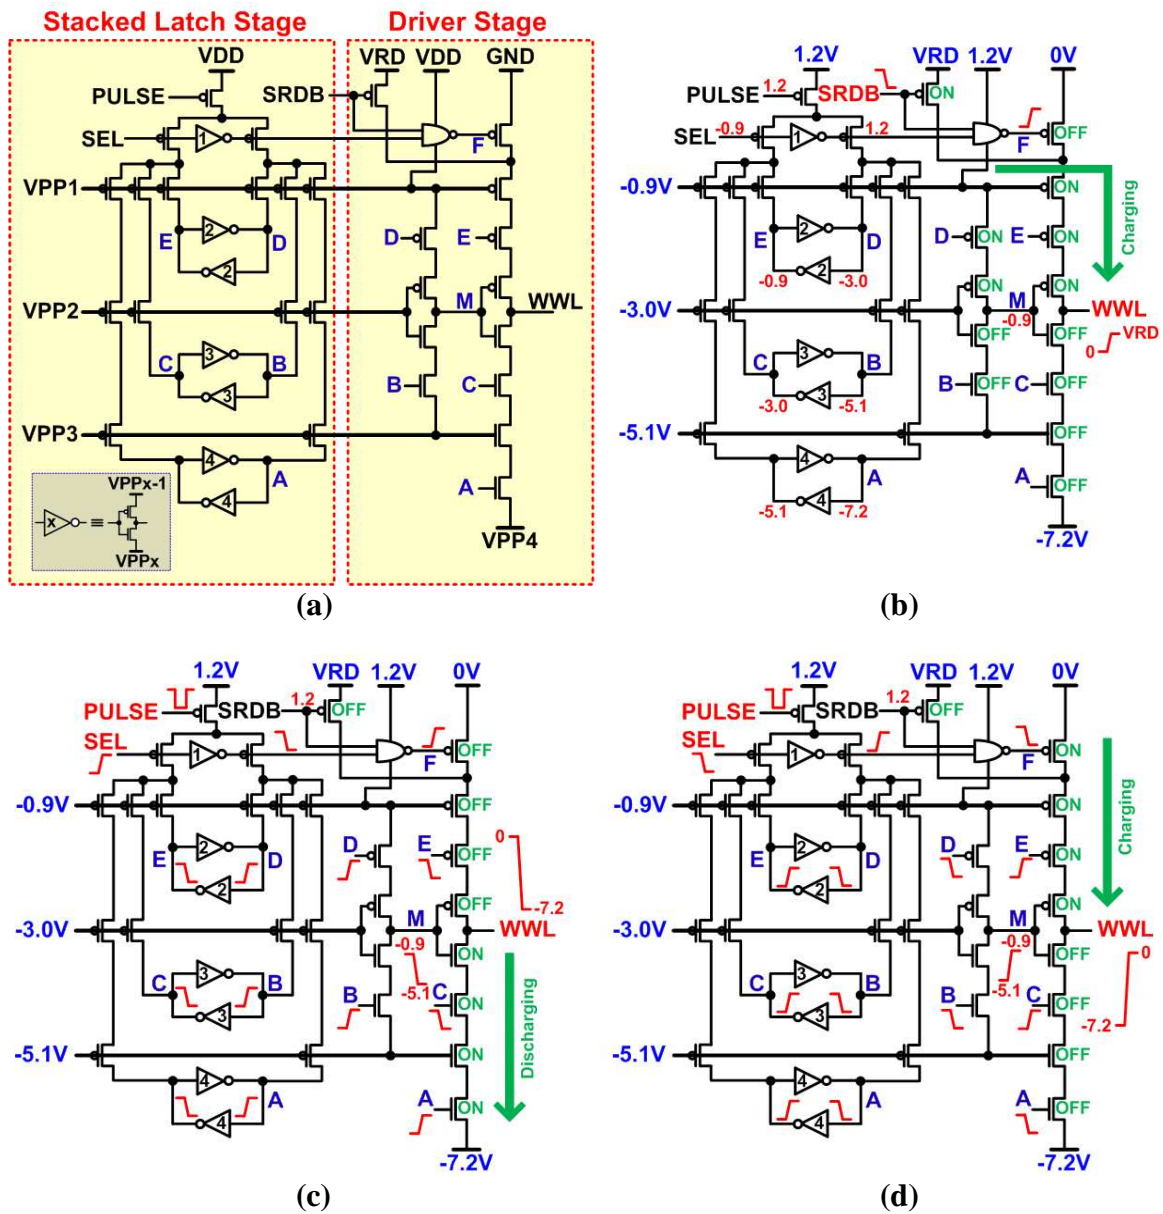 Stacked Latch Stage
Driver Stage
VDD
VRD VDD GND
PULSE
SRDB
SEL
1
F
VPP1
2
E D
2
D E
VPP2
M
WWL
3
C B
3
B C
VPP3
4
A
4
A
VPPx-1
x ≡
VPPx
VPP4
(a)
1.2V VRD 1.2V 0V
PULSE 1.2
SRDB
ON
SEL -0.9
1
1.2
F
OFF
-0.9V
ON
Charging
2
E D
2
-0.9 -3.0
D ON E ON
ON
-3.0V
M
-0.9
WWL
OFF OFF
0 VRD
3
C B
3
-3.0 -5.1
B OFF C OFF
-5.1V
OFF
4
A
4
-5.1 -7.2
A OFF
-7.2V
(b)
1.2V VRD 1.2V 0V
PULSE
SRDB 1.2
OFF
SEL
1
F
OFF
-0.9V
OFF
2
E D
2
D E OFF
0
-7.2
OFF
-3.0V
M
-0.9
-5.1
WWL
ON
3
C B
3
B C ON
Discharging
-5.1V
ON
4
A
4
A ON
-7.2V
(c)
1.2V VRD 1.2V 0V
PULSE
SRDB 1.2
OFF
SEL
1
F
ON
-0.9V
ON
Charging
2
E D
2
D E ON
ON
-3.0V
M
-0.9
-5.1
WWL
OFF
0
-7.2
3
C B
3
B C OFF
-5.1V
OFF
4
A
4
A OFF
-7.2V
(d)